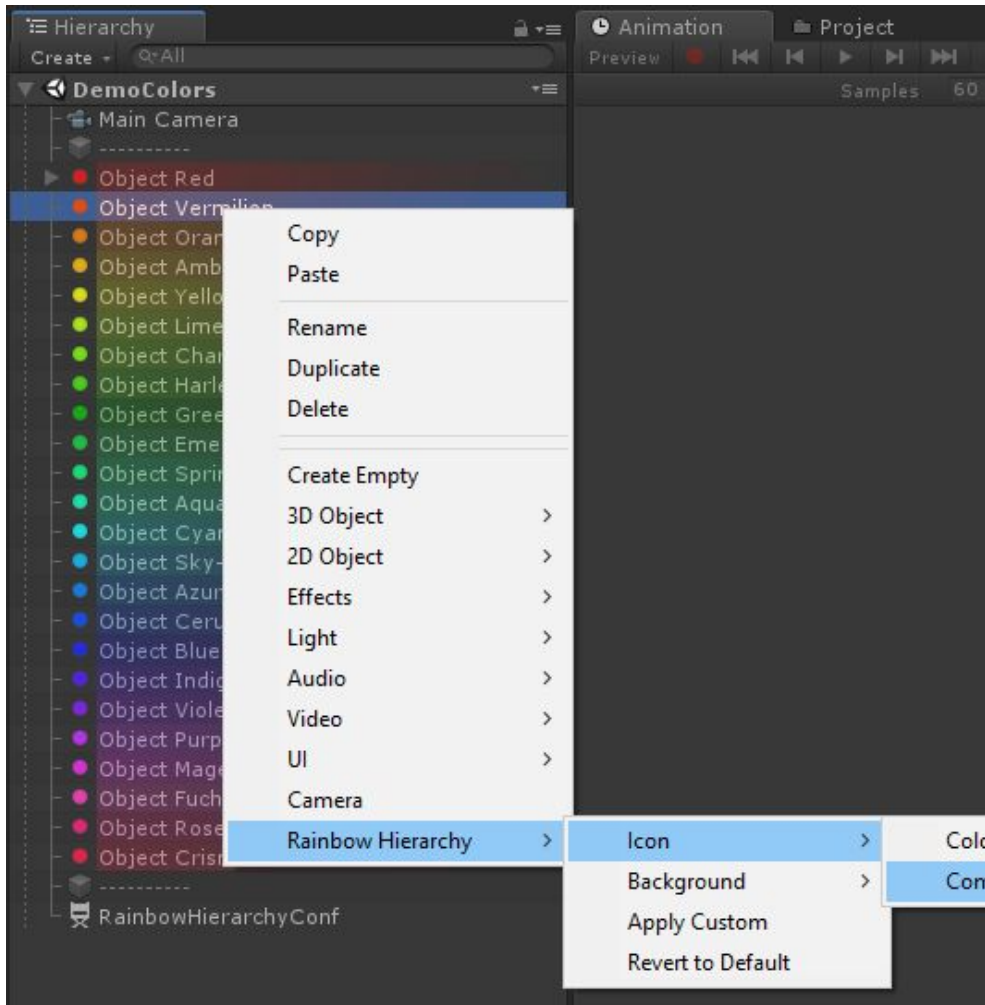 Hierarchy
Create
All
Animation
Project
Preview
Samples 60
DemoColors
Main Camera
----------
Object Red
Object Vermilion
Object Oran
Object Amb
Object Yello
Object Lime
Object Char
Object Harle
Object Gree
Object Eme
Object Sprin
Object Aqua
Object Cyan
Object Sky-
Object Azur
Object Ceru
Object Blue
Object Indig
Object Viole
Object Purp
Object Mage
Object Fuch
Object Rose
Object Crisn
----------
RainbowHierarchyConf
Copy
Paste
Rename
Duplicate
Delete
Create Empty
3D Object
2D Object
Effects
Light
Audio
Video
UI
Camera
Rainbow Hierarchy
Icon
Background
Apply Custom
Revert to Default
Colo
Com